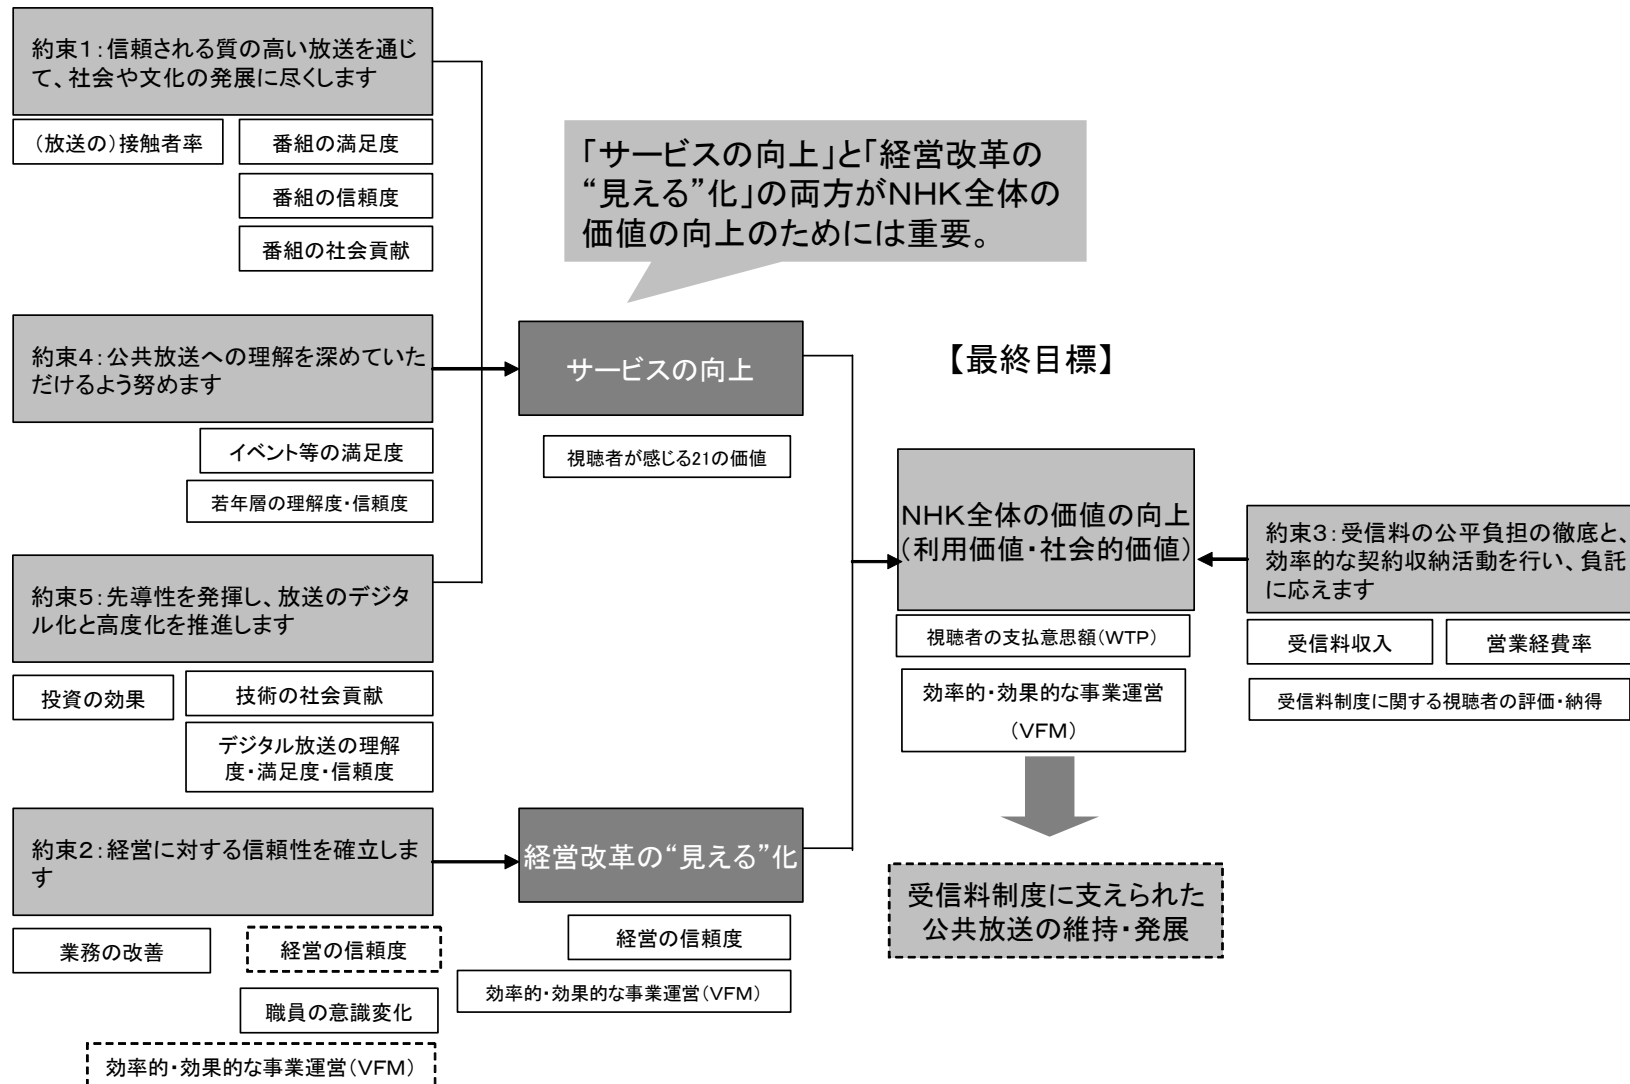 約束1：信頼される質の高い放送を通じ
て、社会や文化の発展に尽くします
（放送の）接触者率
番組の満足度
番組の信頼度
番組の社会貢献
「サービスの向上」と「経営改革の
“見える”化」の両方がNHK全体の
価値の向上のためには重要。
約束4：公共放送への理解を深めていた
だけるよう努めます
イベント等の満足度
若年層の理解度・信頼度
サービスの向上
視聴者が感じる21の価値
【最終目標】
約束5：先導性を発揮し、放送のデジタ
ル化と高度化を推進します
投資の効果
技術の社会貢献
デジタル放送の理解
度・満足度・信頼度
NHK全体の価値の向上
（利用価値・社会的価値）
視聴者の支払意思額（WTP）
効率的・効果的な事業運営
（VFM）
約束3：受信料の公平負担の徹底と、
効率的な契約収納活動を行い、負託
に応えます
受信料収入
営業経費率
受信料制度に関する視聴者の評価・納得
約束2：経営に対する信頼性を確立しま
す
業務の改善
経営の信頼度
職員の意識変化
効率的・効果的な事業運営（VFM）
経営改革の“見える”化
経営の信頼度
効率的・効果的な事業運営（VFM）
受信料制度に支えられた
公共放送の維持・発展